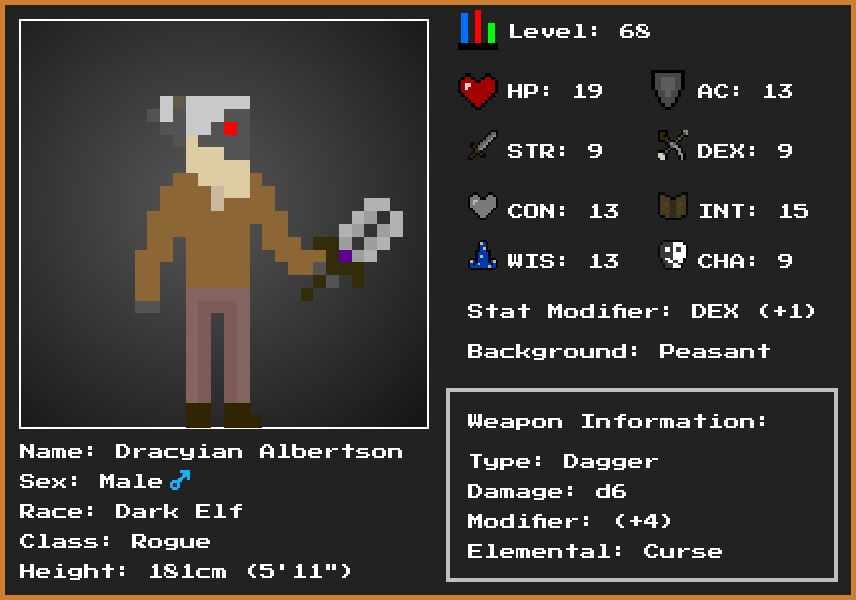 Level: 68
HP: 19
AC: 13
STR: 9
DEX: 9
CON: 13
INT: 15
WIS: 13
CHA: 9
Stat Modifier: DEX (+1)
Background: Peasant
Weapon Information:
Type: Dagger
Damage: d6
Modifier: (+4)
Elemental: Curse
Name: Dracyian Albertson
Sex: Male♂
Race: Dark Elf
Class: Rogue
Height: 181cm (5'11")